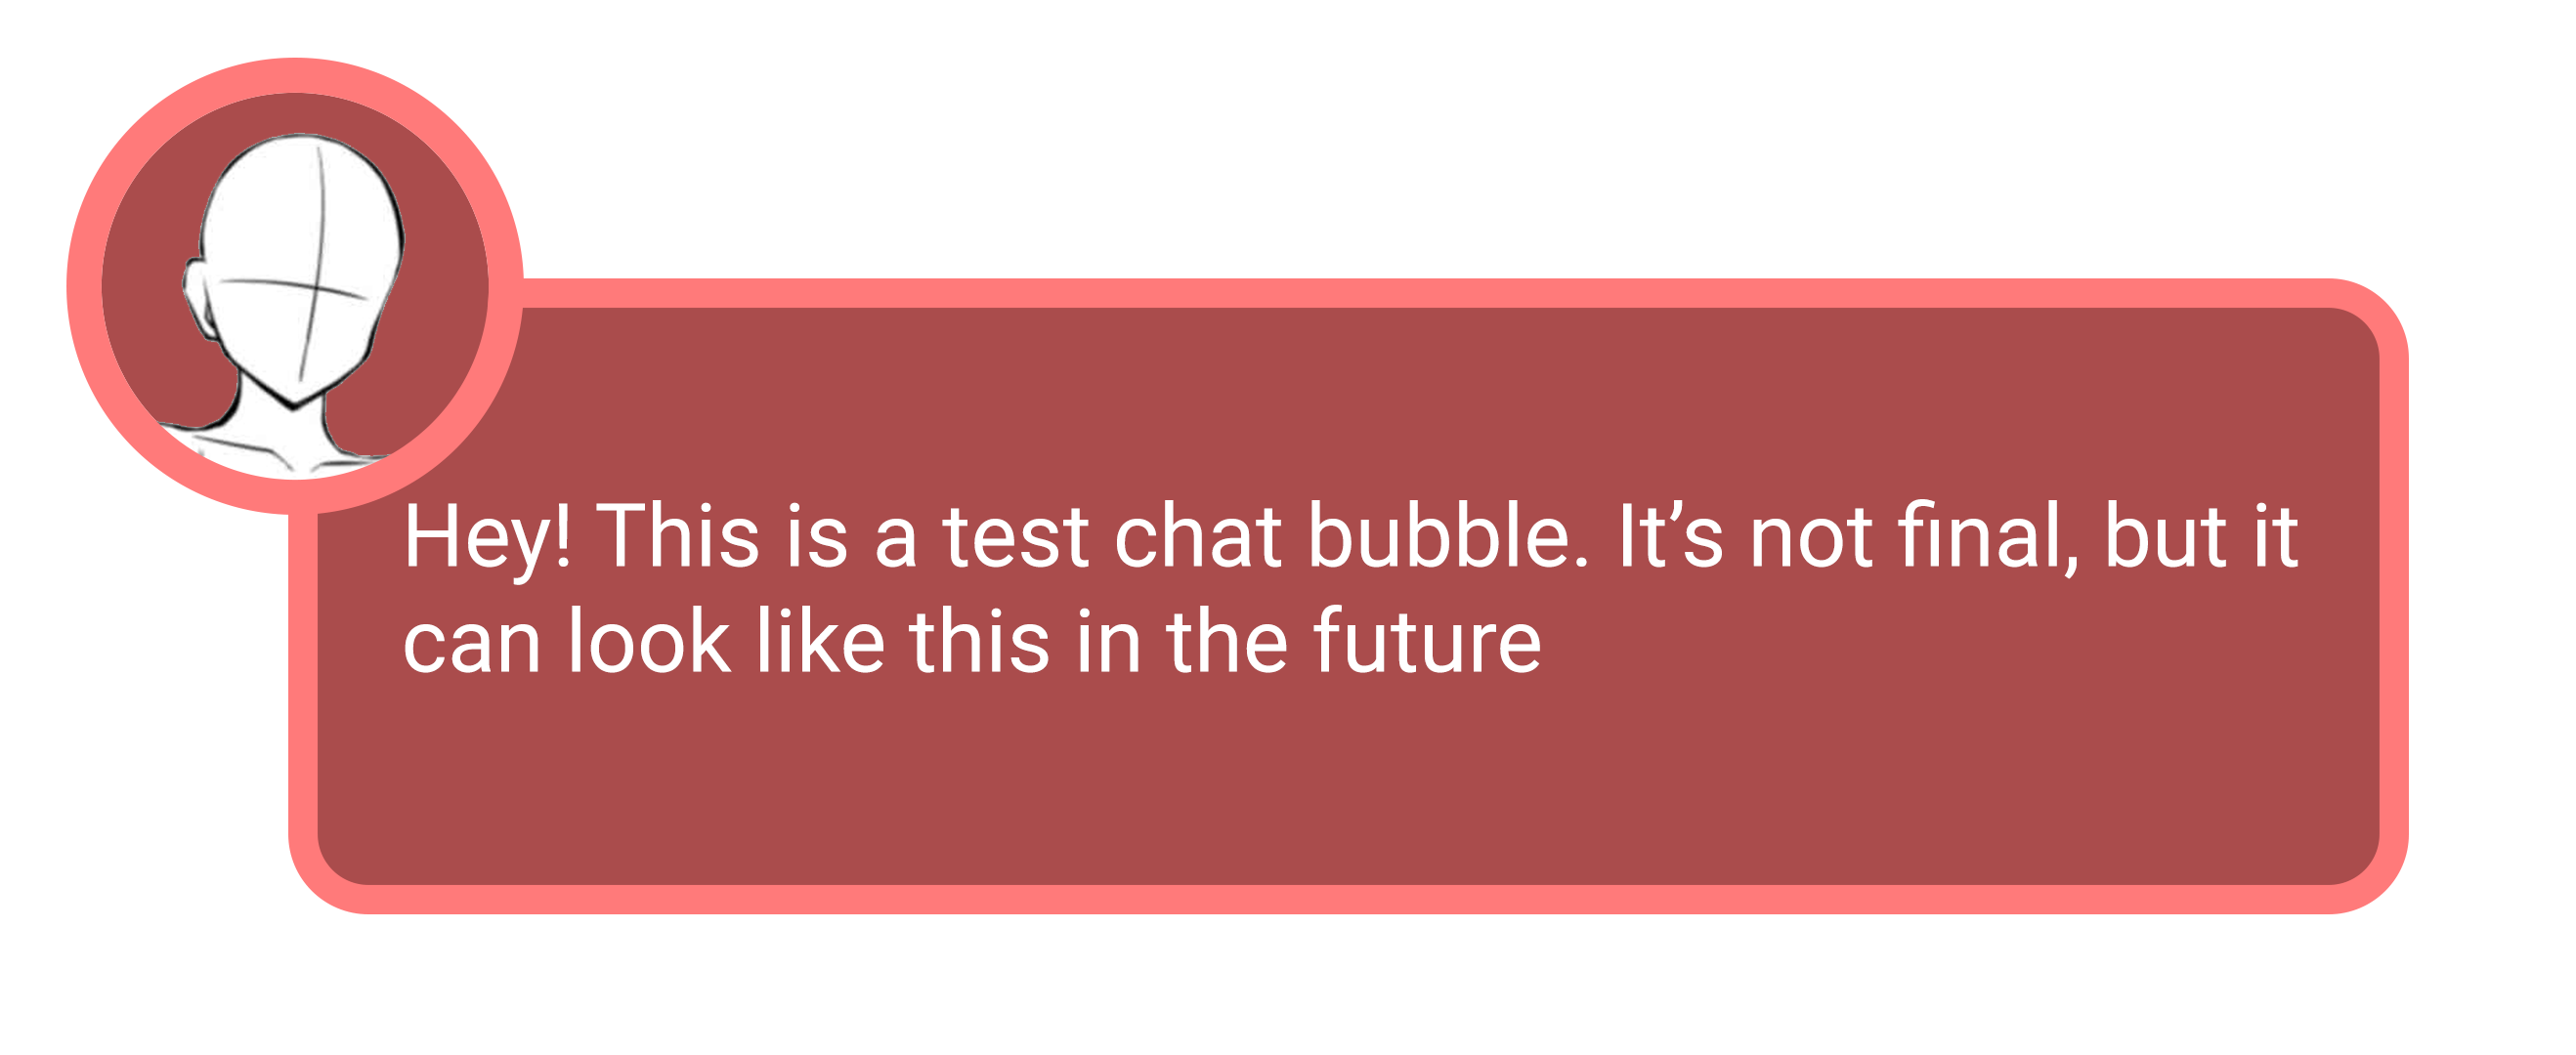 Hey! This is a test chat bubble. It’s not final, but it
can look like this in the future